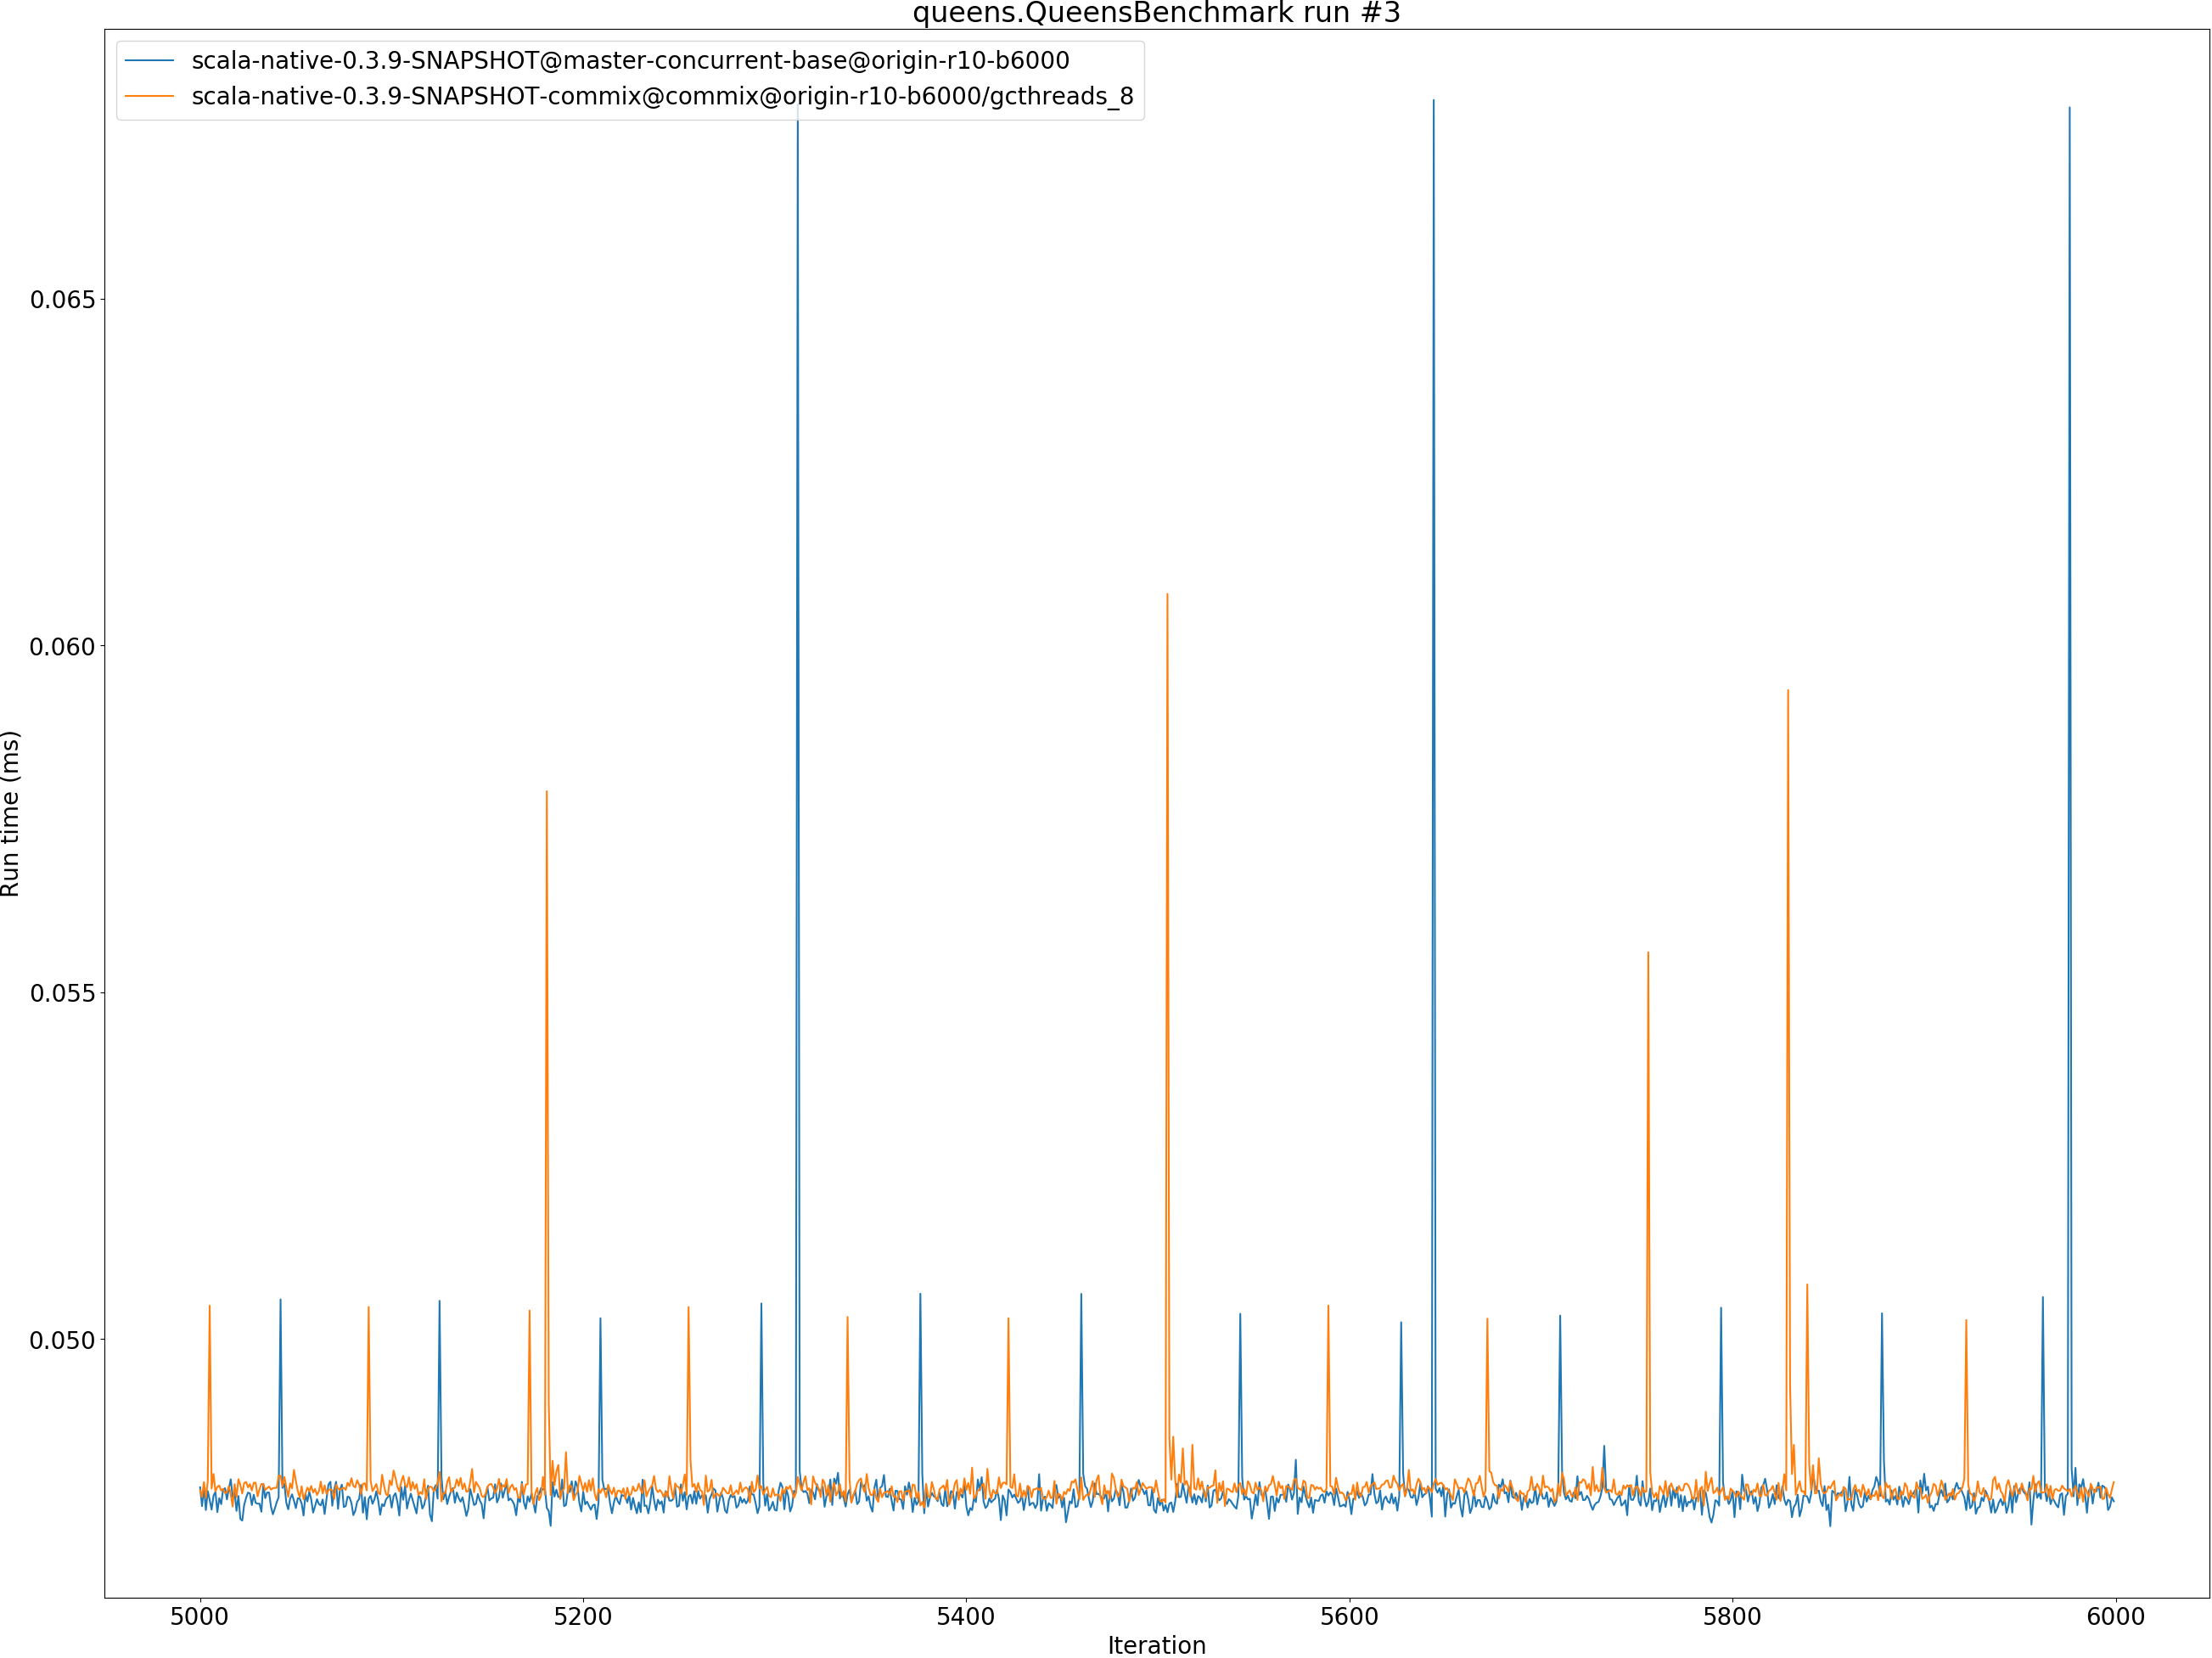 queens.QueensBenchmark run #3
scala-native-0.3.9-SNAPSHOT@master-concurrent-base@origin-r10-b6000
scala-native-0.3.9-SNAPSHOT-commix@commix@origin-r10-b6000/gcthreads_8
0.065
0.060
0.055
0.050
Run time (ms)
5000 5200 5400 5600 5800 6000
Iteration